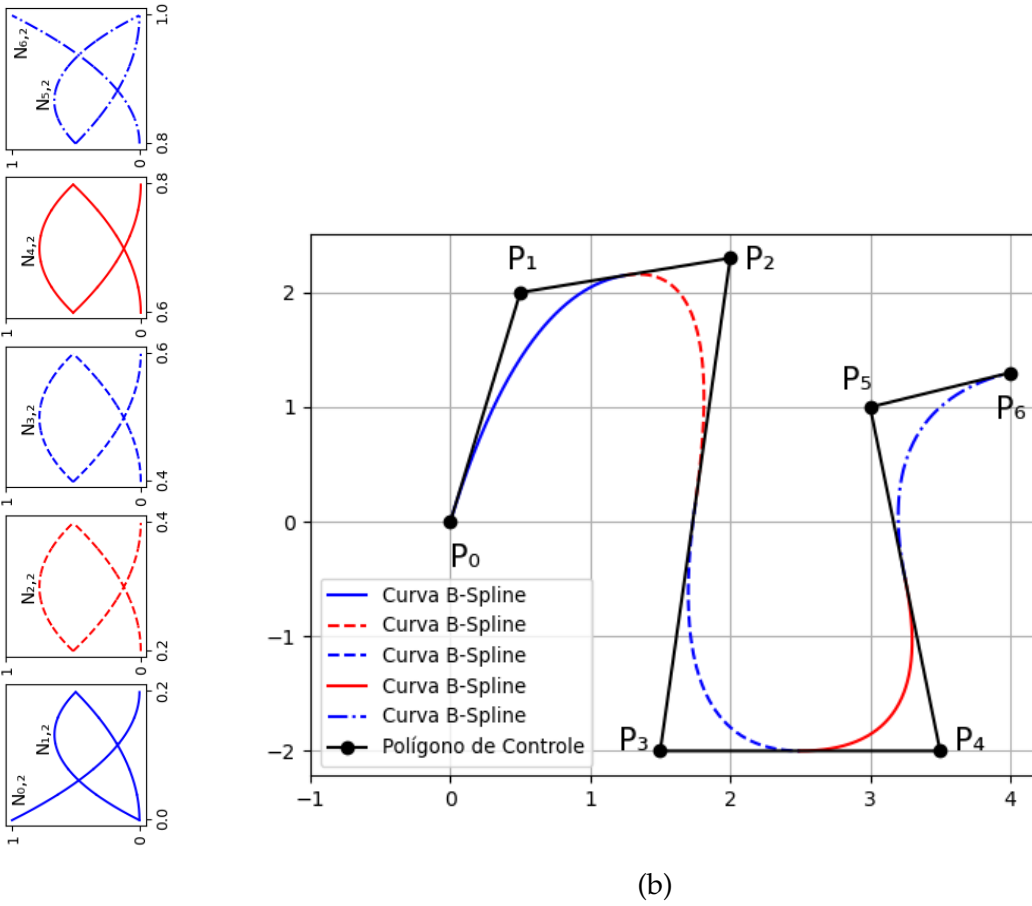 N₆,₂
N₅,₂
1.0
0.8
1
0
N₄,₂
0.8
0.6
1
0
N₃,₂
0.6
0.4
1
0
N₂,₂
0.4
0.2
1
0
N₁,₂
N₀,₂
0.2
0.0
1
0
P₁
P₂
P₅
P₆
P₀
P₃
P₄
2
1
0
−1
−2
Curva B-Spline
Curva B-Spline
Curva B-Spline
Curva B-Spline
Curva B-Spline
Polígono de Controle
−1 0 1 2 3 4
(b)